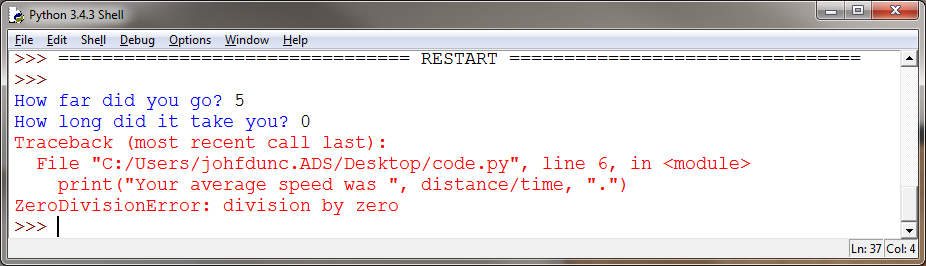 Python 3.4.3 Shell
File Edit Shell Debug Options Window Help
>>> ================================ RESTART ================================
>>>
How far did you go? 5
How long did it take you? 0
Traceback (most recent call last):
  File "C:/Users/johfdunc.ADS/Desktop/code.py", line 6, in <module>
    print("Your average speed was ", distance/time, ".")
ZeroDivisionError: division by zero
>>>
Ln: 37 Col: 4